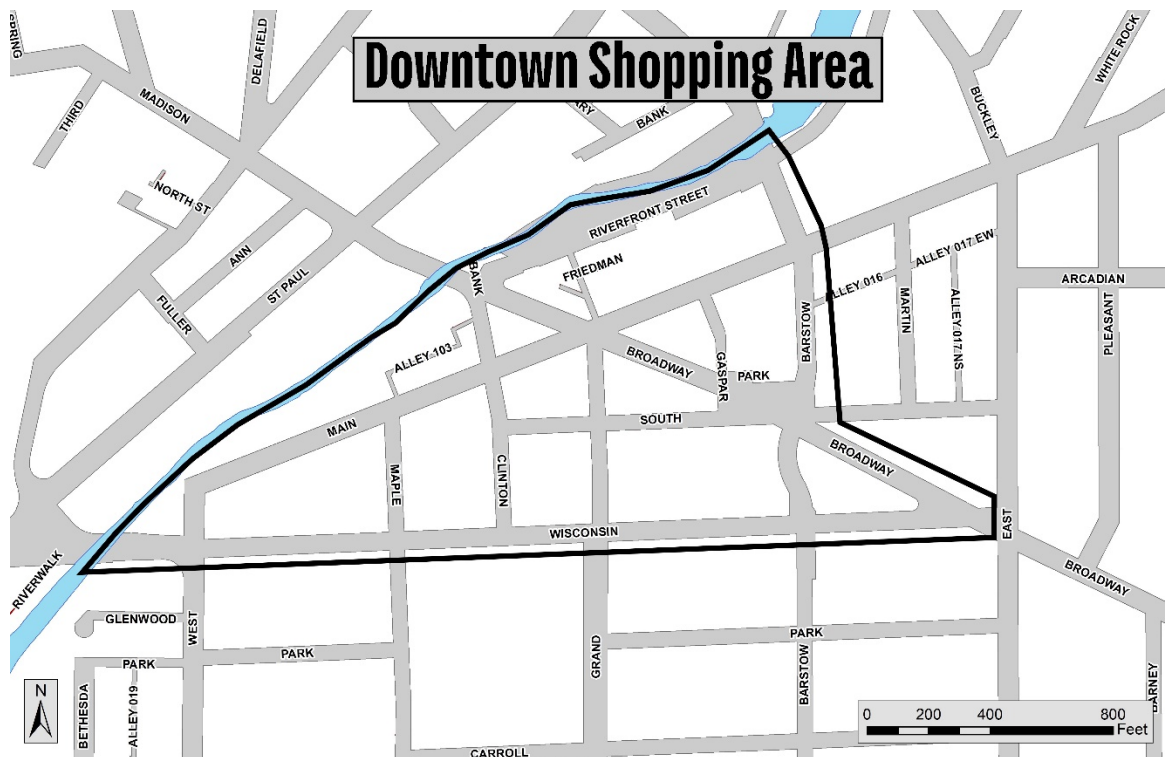 Downtown Shopping Area
SPRING
DELAFIELD
WHITE ROCK
MADISON
THIRD
BANK
BUCKLEY
NORTH ST
RIVERFRONT STREET
ANN
BANK
FRIEDMAN
ALLEY 017 EW
ST PAUL
ALLEY 016
ARCADIAN
FULLER
MARTIN
ALLEY 017 NS
PLEASANT
BARSTOW
ALLEY 103
BROADWAY
GASPAR
PARK
MAIN
SOUTH
BROADWAY
MAPLE
CLINTON
WISCONSIN
EAST
RIVERWALK
BROADWAY
GLENWOOD
WEST
PARK
PARK
PARK
GRAND
BARSTOW
BETHESDA
ALLEY 019
CARROLL
N
0 200 400 800
Feet